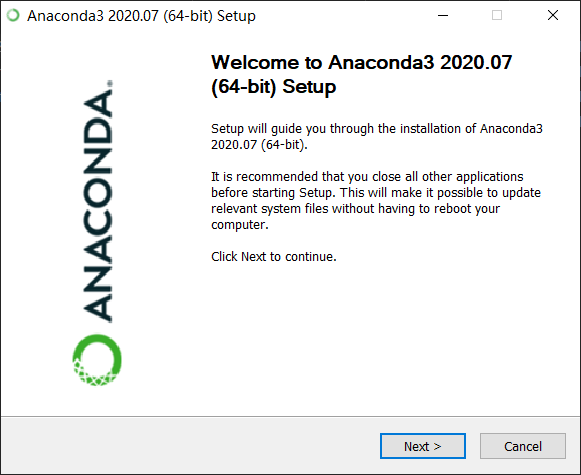 Anaconda3 2020.07 (64-bit) Setup
Welcome to Anaconda3 2020.07
(64-bit) Setup
Setup will guide you through the installation of Anaconda3
2020.07 (64-bit).
It is recommended that you close all other applications
before starting Setup. This will make it possible to update
relevant system files without having to reboot your
computer.
Click Next to continue.
ANACONDA.
Next >
Cancel